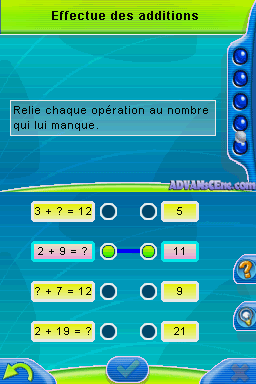 Effectue des additions
Relie chaque opération au nombre
qui lui manque.
ADVANSCENE.com
3 + ? = 12 5
2 + 9 = ? 11
? + 7 = 12 9
2 + 19 = ? 21
?